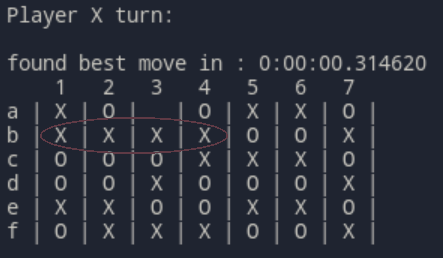 Player X turn:
found best move in : 0:00:00.314620
1 2 3 4 5 6 7
a | X | O |   | O | X | X | O |
b | X | X | X | X | O | O | O |
c | O | O | O | X | X | X | X |
d | O | O | X | O | O | O | X |
e | X | X | O | O | X | X | O |
f | O | X | X | X | O | O | X |